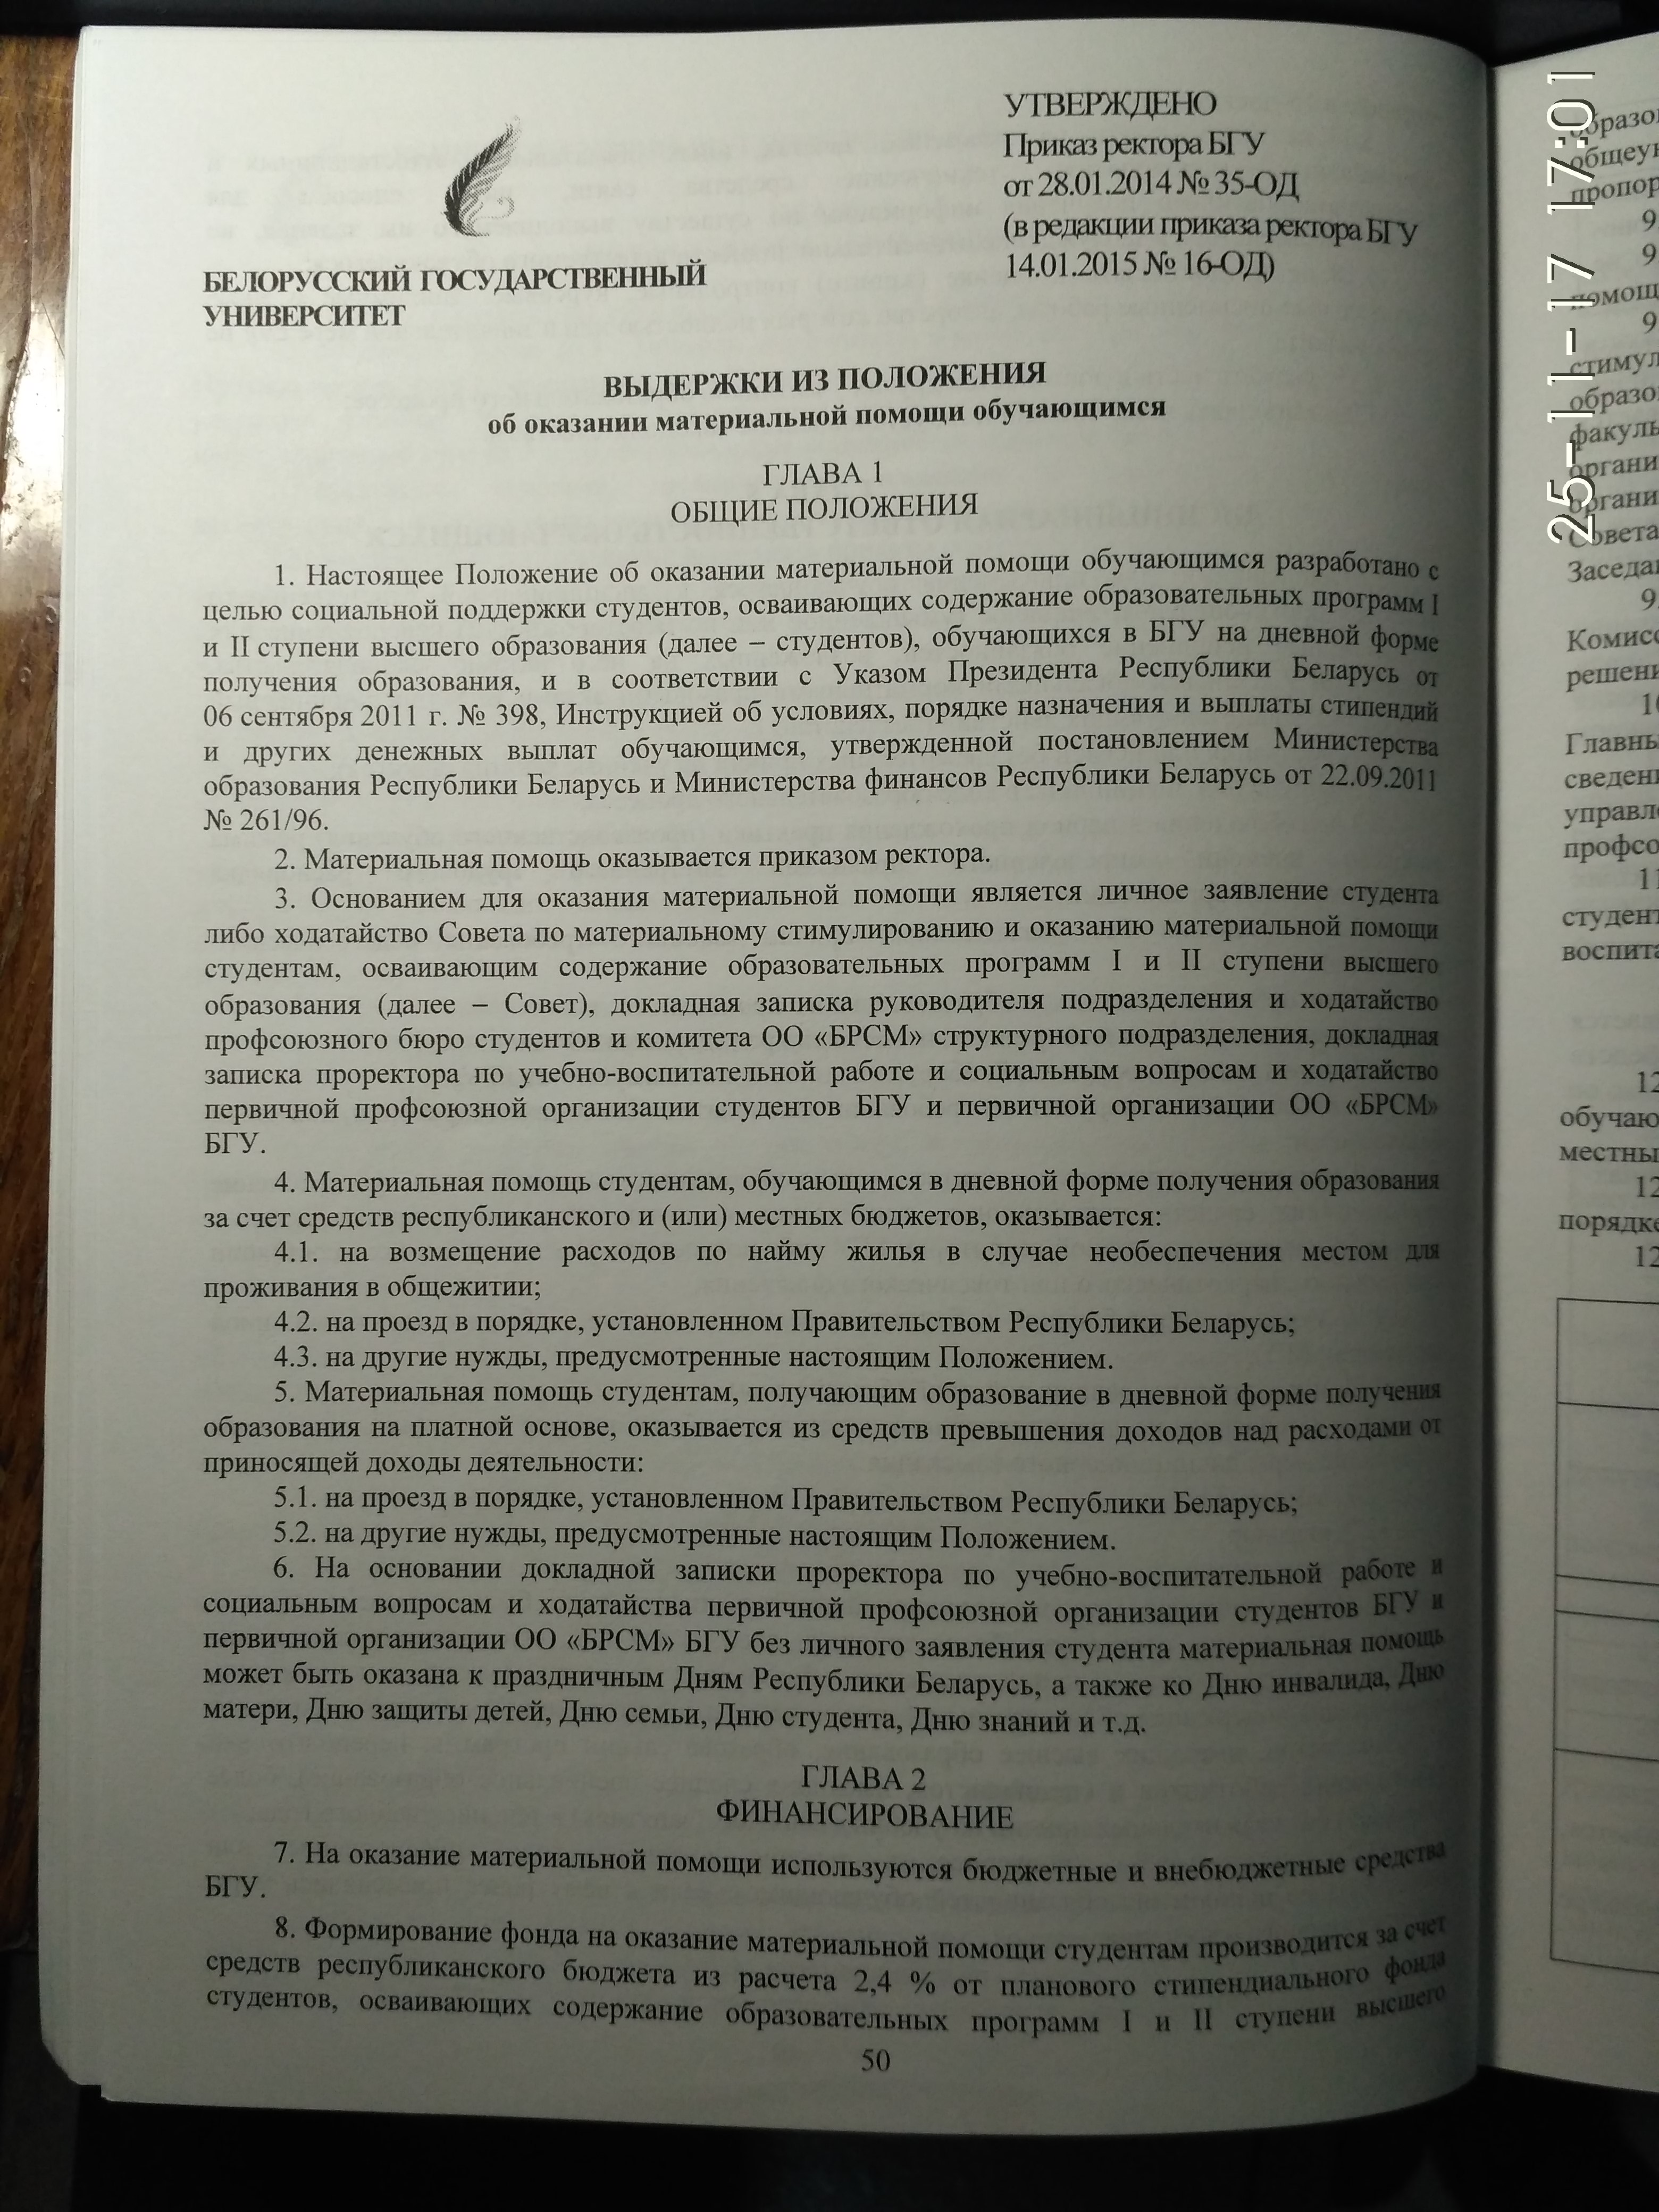 УТВЕРЖДЕНО
Приказ ректора БГУ
от 28.01.2014 № 35-ОД
(в редакции приказа ректора БГУ
14.01.2015 № 16-ОД)
БЕЛОРУССКИЙ ГОСУДАРСТВЕННЫЙ
УНИВЕРСИТЕТ
ВЫДЕРЖКИ ИЗ ПОЛОЖЕНИЯ
об оказании материальной помощи обучающимся
ГЛАВА 1
ОБЩИЕ ПОЛОЖЕНИЯ
1. Настоящее Положение об оказании материальной помощи обучающимся разработано с
целью социальной поддержки студентов, осваивающих содержание образовательных программ I
и II ступени высшего образования (далее – студентов), обучающихся в БГУ на дневной форме
получения образования, и в соответствии с Указом Президента Республики Беларусь от
06 сентября 2011 г. № 398, Инструкцией об условиях, порядке назначения и выплаты стипендий
и других денежных выплат обучающимся, утвержденной постановлением Министерства
образования Республики Беларусь и Министерства финансов Республики Беларусь от 22.09.2011
№ 261/96.
2. Материальная помощь оказывается приказом ректора.
3. Основанием для оказания материальной помощи является личное заявление студента
либо ходатайство Совета по материальному стимулированию и оказанию материальной помощи
студентам, осваивающим содержание образовательных программ I и II ступени высшего
образования (далее – Совет), докладная записка руководителя подразделения и ходатайство
профсоюзного бюро студентов и комитета ОО «БРСМ» структурного подразделения, докладная
записка проректора по учебно-воспитательной работе и социальным вопросам и ходатайство
первичной профсоюзной организации студентов БГУ и первичной организации ОО «БРСМ»
БГУ.
4. Материальная помощь студентам, обучающимся в дневной форме получения образования
за счет средств республиканского и (или) местных бюджетов, оказывается:
4.1. на возмещение расходов по найму жилья в случае необеспечения местом для
проживания в общежитии;
4.2. на проезд в порядке, установленном Правительством Республики Беларусь;
4.3. на другие нужды, предусмотренные настоящим Положением.
5. Материальная помощь студентам, получающим образование в дневной форме получения
образования на платной основе, оказывается из средств превышения доходов над расходами от
приносящей доходы деятельности:
5.1. на проезд в порядке, установленном Правительством Республики Беларусь;
5.2. на другие нужды, предусмотренные настоящим Положением.
6. На основании докладной записки проректора по учебно-воспитательной работе и
социальным вопросам и ходатайства первичной профсоюзной организации студентов БГУ и
первичной организации ОО «БРСМ» БГУ без личного заявления студента материальная помощь
может быть оказана к праздничным Дням Республики Беларусь, а также ко Дню инвалида, Дню
матери, Дню защиты детей, Дню семьи, Дню студента, Дню знаний и т.д.
ГЛАВА 2
ФИНАНСИРОВАНИЕ
7. На оказание материальной помощи используются бюджетные и внебюджетные средства
БГУ.
8. Формирование фонда на оказание материальной помощи студентам производится за счет
средств республиканского бюджета из расчета 2,4 % от планового стипендиального фонда
студентов, осваивающих содержание образовательных программ I и II ступени высшего
50
25-11-17 17:01